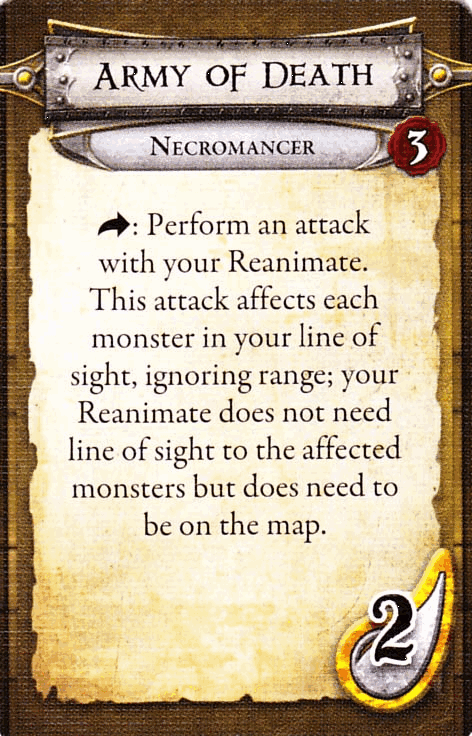 ARMY OF DEATH
NECROMANCER
3
: Perform an attack
with your Reanimate.
This attack affects each
monster in your line of
sight, ignoring range; your
Reanimate does not need
line of sight to the affected
monsters but does need to
be on the map.
2